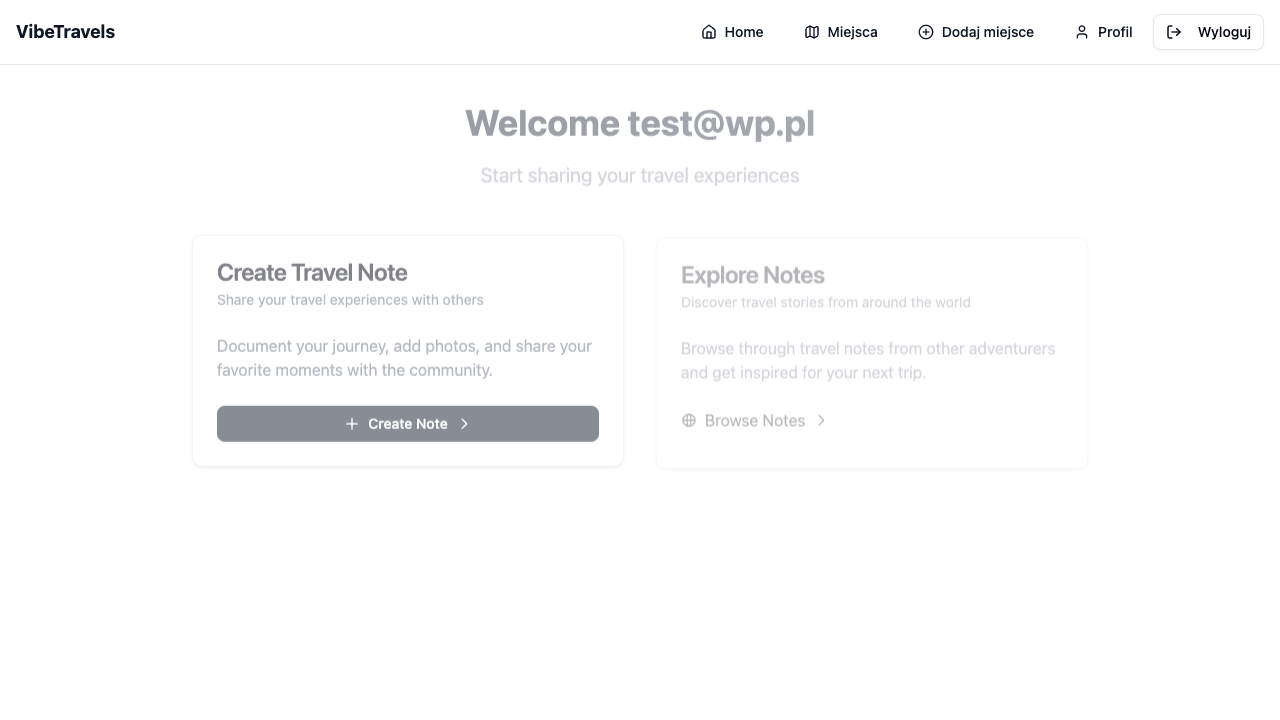 VibeTravels
Home
Miejsca
Dodaj miejsce
Profil
Wyloguj
Welcome test@wp.pl
Start sharing your travel experiences
Create Travel Note
Share your travel experiences with others
Document your journey, add photos, and share your
favorite moments with the community.
Create Note
Explore Notes
Discover travel stories from around the world
Browse through travel notes from other adventurers
and get inspired for your next trip.
Browse Notes